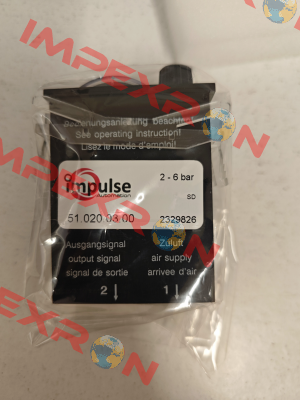 Bedienungsanleitung beachten!
See operating instruction!
Lisez le mode d'emploi!
impulse
Automation
2 - 6 bar
SD
51.020.03.00
2329826
Ausgangsignal
output signal
signal de sortie
2
Zuluft
air supply
arrivee d'air
1
IMPEXRON
IMPEXRON
IMPEXRON
IMPEXRON